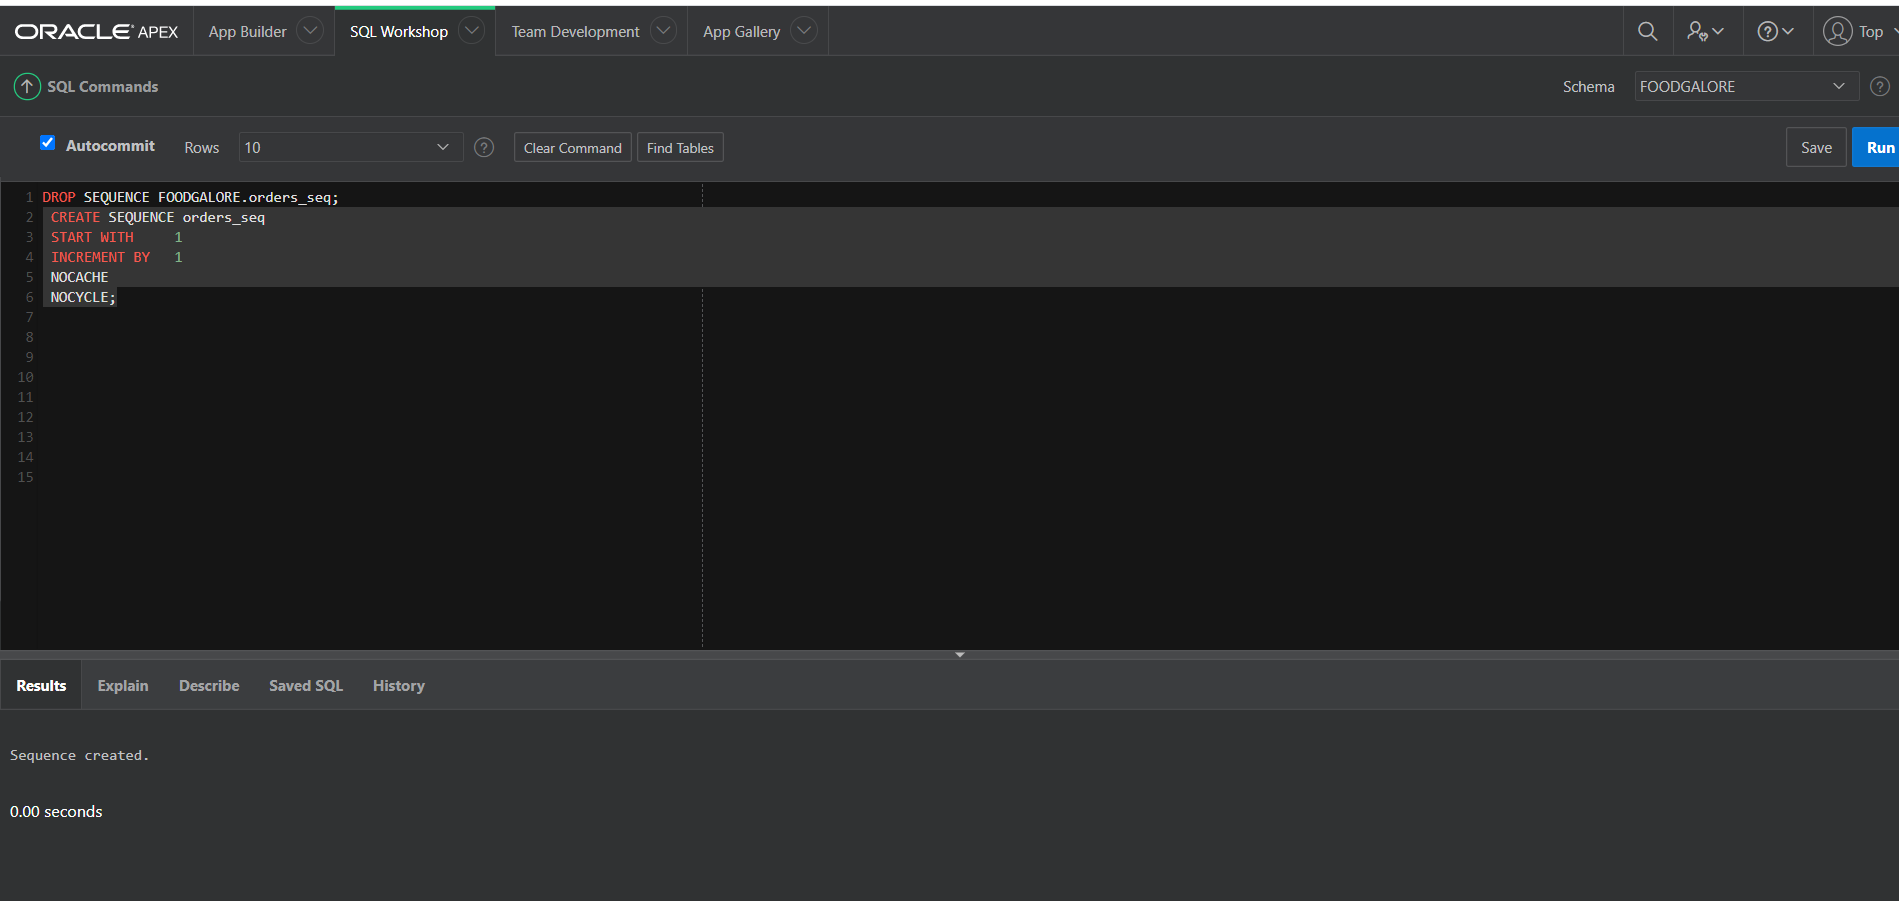 ORACLE APEX App Builder SQL Workshop Team Development App Gallery Top
SQL Commands Schema FOODGALORE
Autocommit Rows 10 Clear Command Find Tables Save Run
1 DROP SEQUENCE FOODGALORE.orders_seq;
2 CREATE SEQUENCE orders_seq
3 START WITH     1
4 INCREMENT BY   1
5 NOCACHE
6 NOCYCLE;
7
8
9
10
11
12
13
14
15
Results Explain Describe Saved SQL History
Sequence created.
0.00 seconds